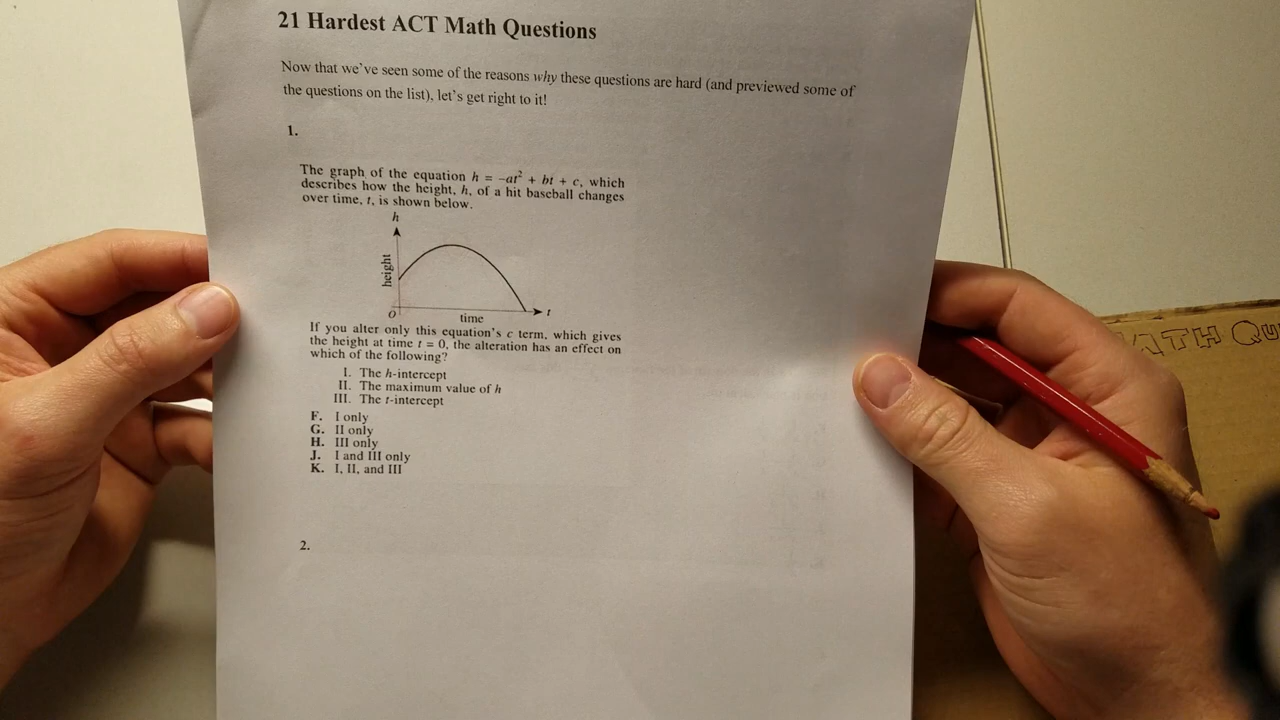 21 Hardest ACT Math Questions
Now that we've seen some of the reasons why these questions are hard (and previewed some of
the questions on the list), let's get right to it!
1.
The graph of the equation h = −at² + bt + c, which
describes how the height, h, of a hit baseball changes
over time, t, is shown below.
h
height
O
time
t
If you alter only this equation's c term, which gives
the height at time t = 0, the alteration has an effect on
which of the following?
I. The h-intercept
II. The maximum value of h
III. The t-intercept
F. I only
G. II only
H. III only
J. I and III only
K. I, II, and III
2.